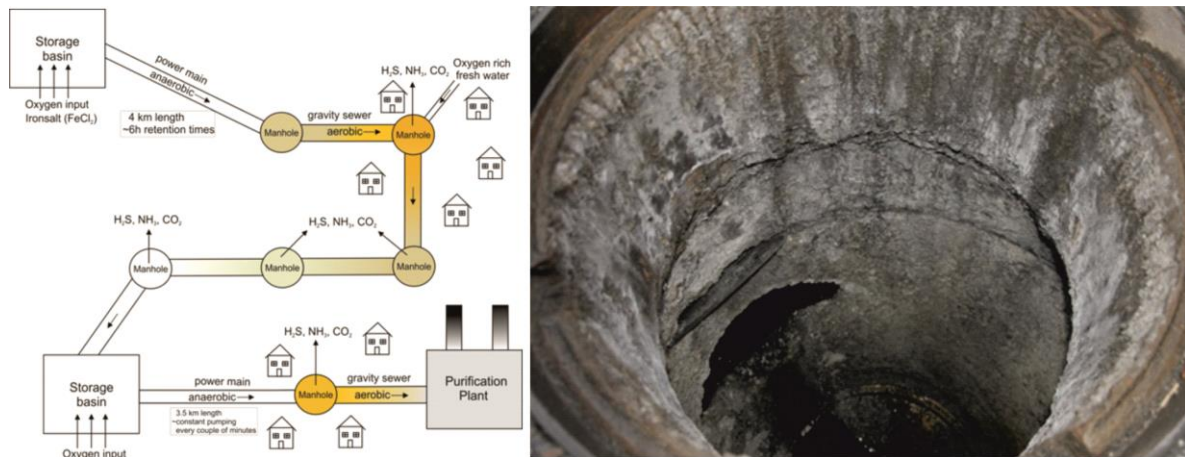 Storage
basin
Oxygen input
Ironsalt (FeCl₂)
power main
anaerobic
4 km length
~6h retention times
Manhole
gravity sewer
aerobic
H₂S, NH₃, CO₂
Oxygen rich
fresh water
Manhole
H₂S, NH₃, CO₂
H₂S, NH₃, CO₂
Manhole
Manhole
Manhole
Storage
basin
Oxygen input
power main
anaerobic
3.5 km length
~constant pumping
every couple of minutes
H₂S, NH₃, CO₂
Manhole
gravity sewer
aerobic
Purification
Plant